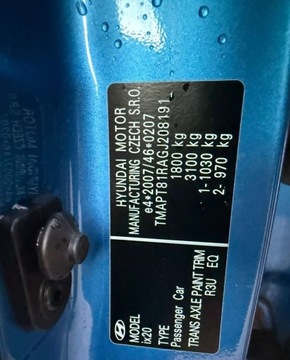 HYUNDAI MOTOR
MANUFACTURING CZECH S.R.O.
e4*2007/46*0207
TMAPT81RAGJ208191
1800 kg
3100 kg
1- 1030 kg
2- 970 kg
MODEL
ix20
TYPE
Passenger Car
TRANS AXLE PAINT TRIM
R3U EQ